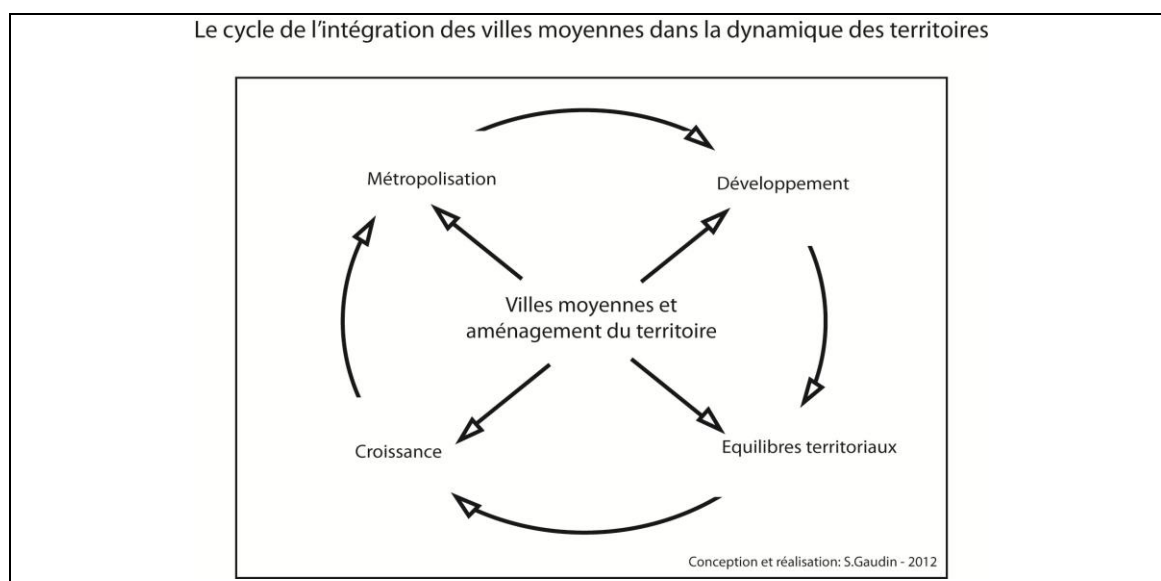 Le cycle de l'intégration des villes moyennes dans la dynamique des territoires
Métropolisation
Développement
Villes moyennes et
aménagement du territoire
Croissance
Equilibres territoriaux
Conception et réalisation: S.Gaudin - 2012